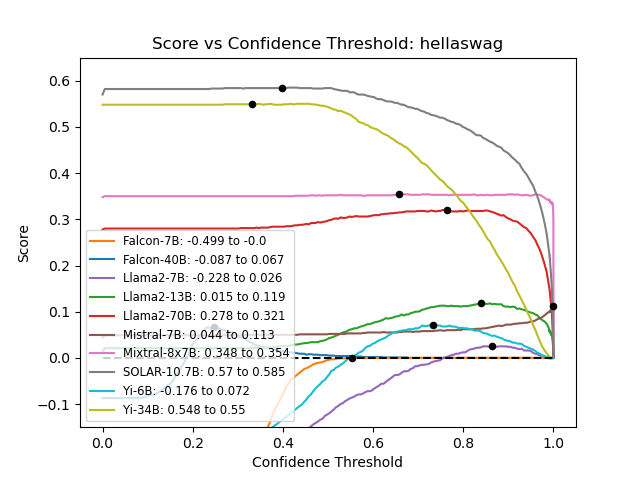 Score vs Confidence Threshold: hellaswag
0.6
0.5
0.4
0.3
0.2
0.1
0.0
−0.1
Score
Falcon-7B: -0.499 to -0.0
Falcon-40B: -0.087 to 0.067
Llama2-7B: -0.228 to 0.026
Llama2-13B: 0.015 to 0.119
Llama2-70B: 0.278 to 0.321
Mistral-7B: 0.044 to 0.113
Mixtral-8x7B: 0.348 to 0.354
SOLAR-10.7B: 0.57 to 0.585
Yi-6B: -0.176 to 0.072
Yi-34B: 0.548 to 0.55
0.0 0.2 0.4 0.6 0.8 1.0
Confidence Threshold